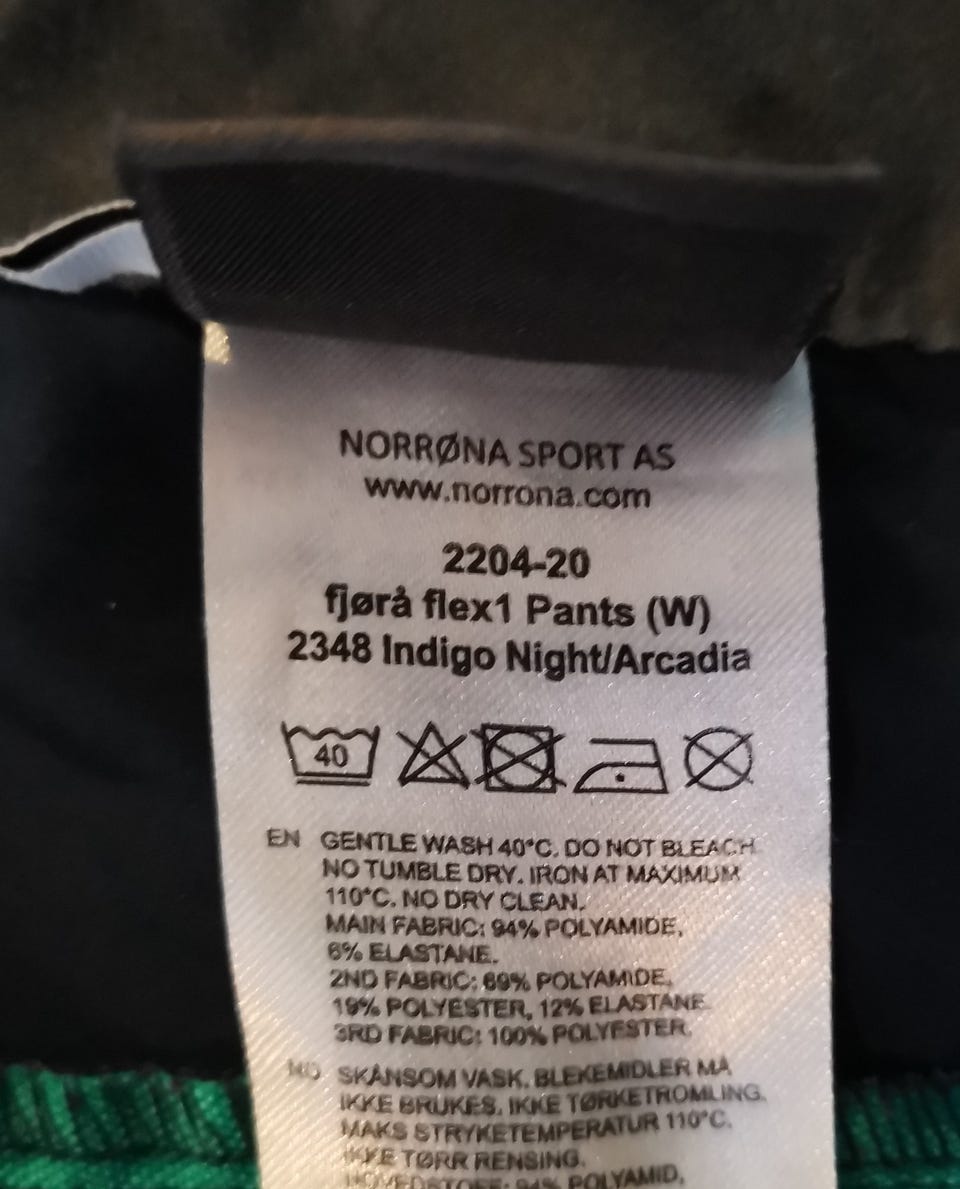 NORRØNA SPORT AS
www.norrona.com
2204-20
fjørå flex1 Pants (W)
2348 Indigo Night/Arcadia
40
EN GENTLE WASH 40°C. DO NOT BLEACH
NO TUMBLE DRY. IRON AT MAXIMUM
110°C. NO DRY CLEAN.
MAIN FABRIC: 94% POLYAMIDE,
6% ELASTANE.
2ND FABRIC: 69% POLYAMIDE,
19% POLYESTER, 12% ELASTANE
3RD FABRIC: 100% POLYESTER.
NO SKÅNSOM VASK. BLEKEMIDLER MÅ
IKKE BRUKES. IKKE TØRKETROMLING.
MAKS STRYKETEMPERATUR 110°C.
IKKE TØRR RENSING.
HOVEDSTOFF: 94% POLYAMID,